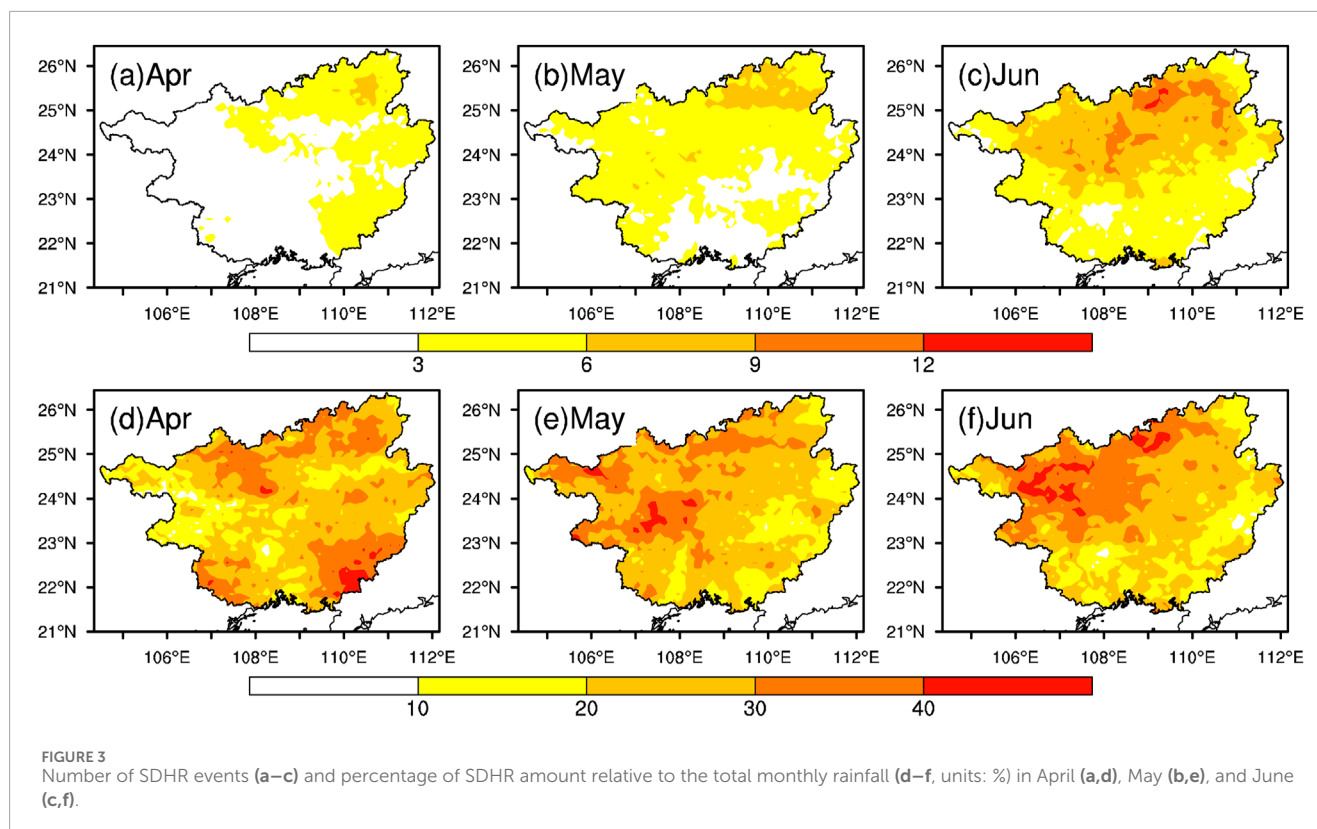 (a)Apr
(b)May
(c)Jun
26°N
25°N
24°N
23°N
22°N
21°N
26°N
25°N
24°N
23°N
22°N
21°N
26°N
25°N
24°N
23°N
22°N
21°N
106°E 108°E 110°E 112°E
106°E 108°E 110°E 112°E
106°E 108°E 110°E 112°E
3 6 9 12
(d)Apr
(e)May
(f)Jun
26°N
25°N
24°N
23°N
22°N
21°N
26°N
25°N
24°N
23°N
22°N
21°N
26°N
25°N
24°N
23°N
22°N
21°N
106°E 108°E 110°E 112°E
106°E 108°E 110°E 112°E
106°E 108°E 110°E 112°E
10 20 30 40
FIGURE 3
Number of SDHR events (a–c) and percentage of SDHR amount relative to the total monthly rainfall (d–f, units: %) in April (a,d), May (b,e), and June
(c,f).